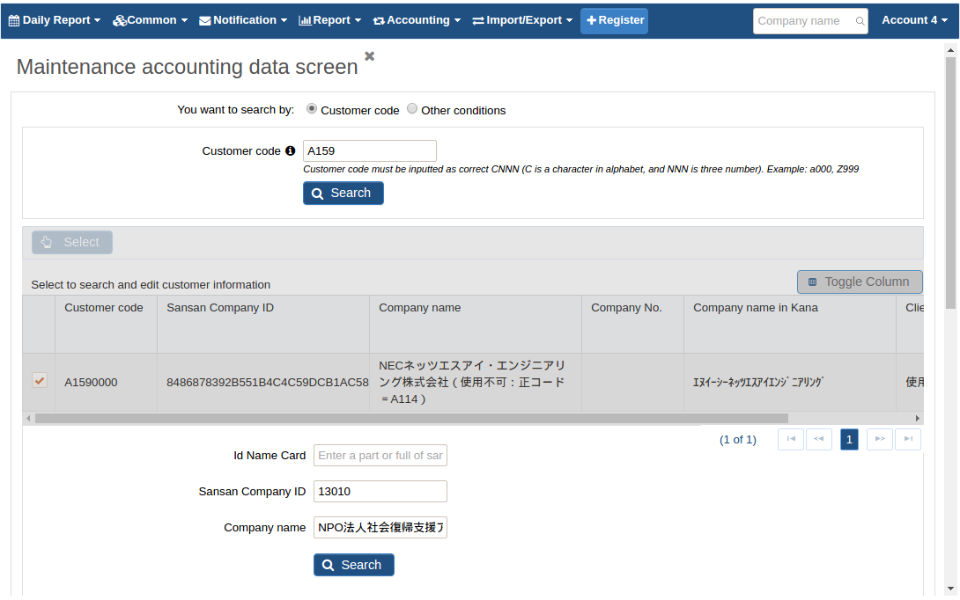 Daily Report Common Notification Report Accounting Import/Export Register Company name Account 4
Maintenance accounting data screen
You want to search by: Customer code Other conditions
Customer code A159
Customer code must be inputted as correct CNNN (C is a character in alphabet, and NNN is three number). Example: a000, Z999
Search
Select
Select to search and edit customer information Toggle Column
Customer code Sansan Company ID Company name Company No. Company name in Kana Clie
NECネッツエスアイ・エンジニアリ
A1590000 8486878392B551B4C4C59DCB1AC58 ング株式会社(使用不可:正コード ｴﾇｲｰｼｰﾈｯﾂｴｽｱｲｴﾝｼﾞﾆｱﾘﾝｸﾞ 使用
=A114)
(1 of 1) 1
Id Name Card Enter a part or full of sar
Sansan Company ID 13010
Company name NPO法人社会復帰支援ア
Search